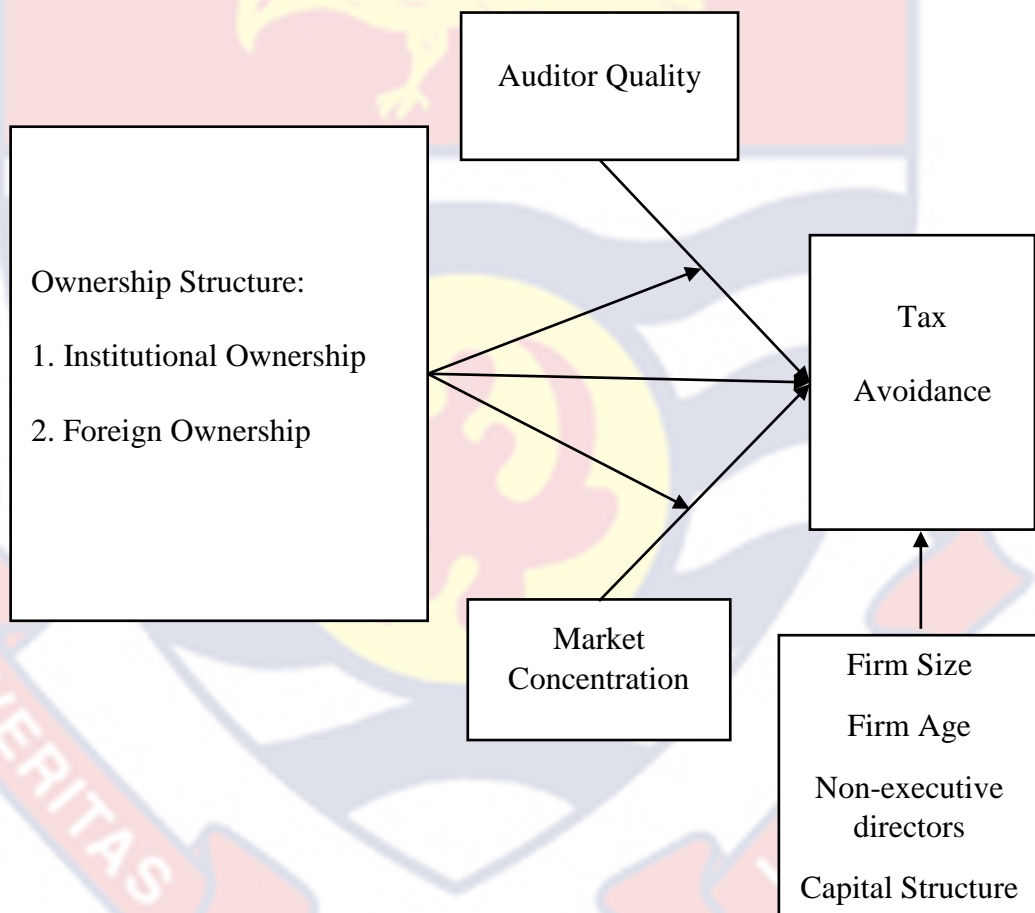 Auditor Quality
Ownership Structure:
1. Institutional Ownership
2. Foreign Ownership
Tax
Avoidance
Market
Concentration
Firm Size
Firm Age
Non-executive
directors
Capital Structure
VERITAS